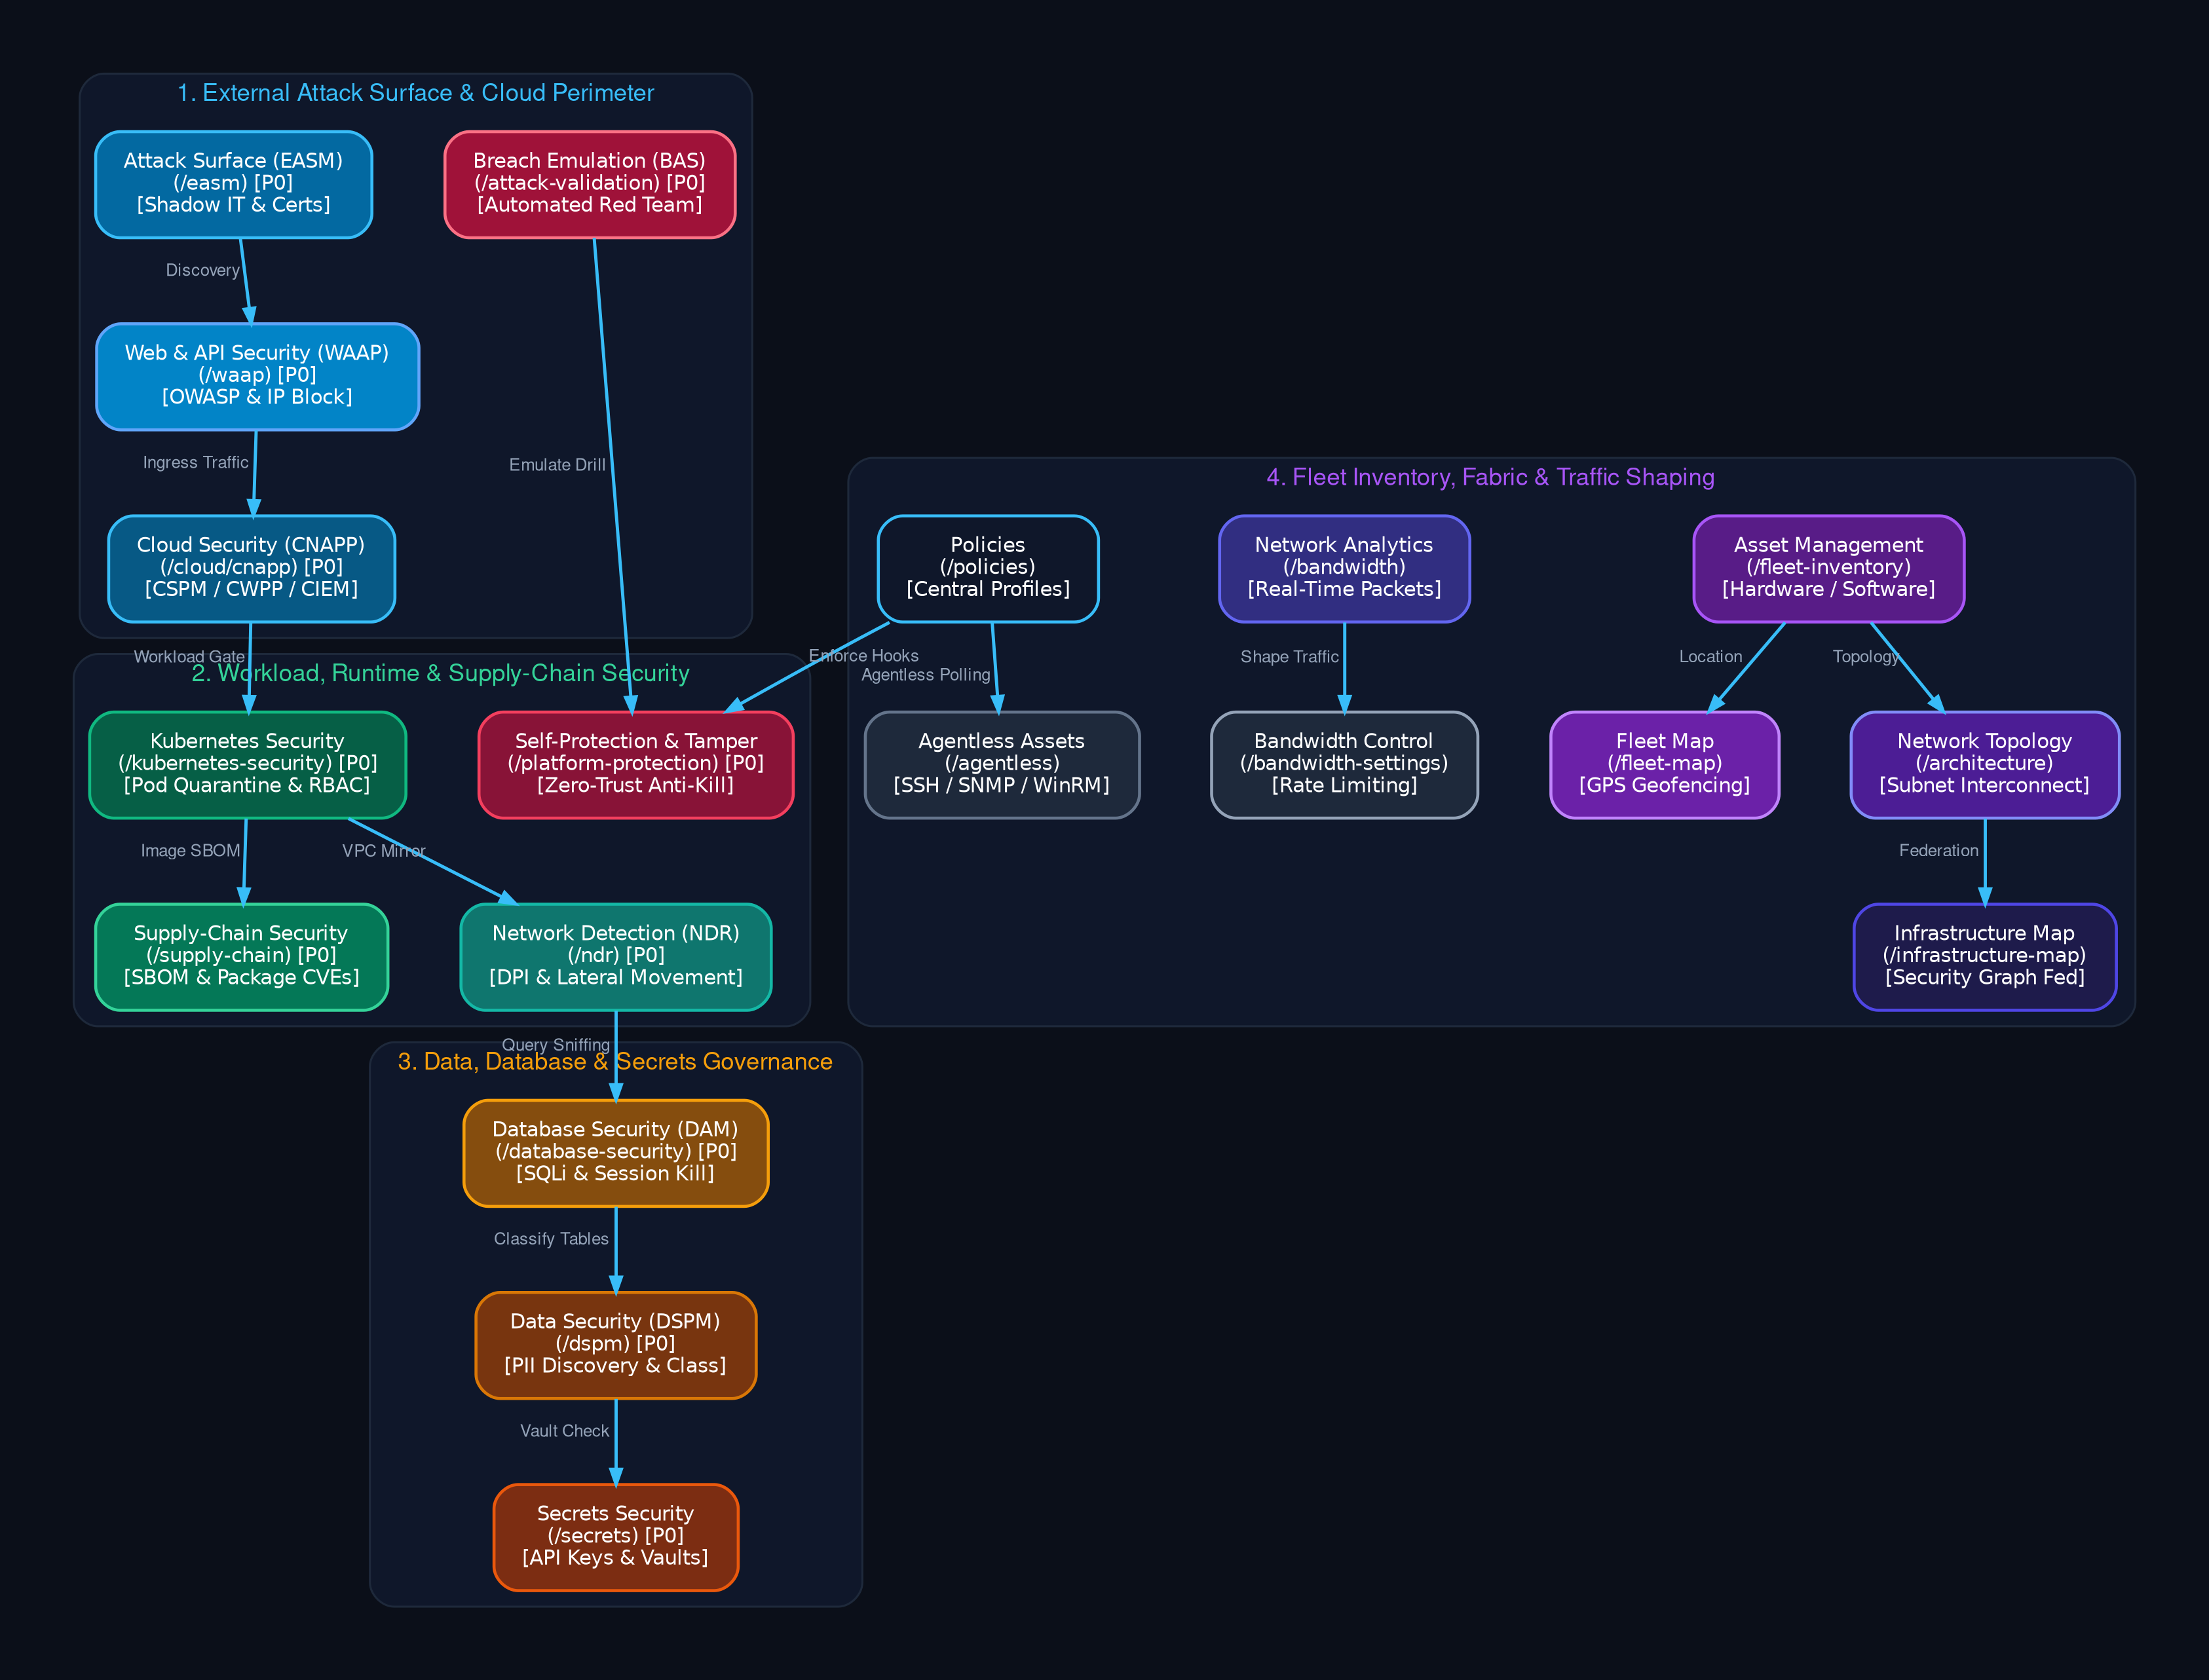 1. External Attack Surface & Cloud Perimeter
Attack Surface (EASM)
(/easm) [P0]
[Shadow IT & Certs]
Breach Emulation (BAS)
(/attack-validation) [P0]
[Automated Red Team]
Discovery
Web & API Security (WAAP)
(/waap) [P0]
[OWASP & IP Block]
Ingress Traffic
Emulate Drill
Cloud Security (CNAPP)
(/cloud/cnapp) [P0]
[CSPM / CWPP / CIEM]
Workload Gate
2. Workload, Runtime & Supply-Chain Security
Kubernetes Security
(/kubernetes-security) [P0]
[Pod Quarantine & RBAC]
Self-Protection & Tamper
(/platform-protection) [P0]
[Zero-Trust Anti-Kill]
Image SBOM
VPC Mirror
Supply-Chain Security
(/supply-chain) [P0]
[SBOM & Package CVEs]
Network Detection (NDR)
(/ndr) [P0]
[DPI & Lateral Movement]
Query Sniffing
3. Data, Database & Secrets Governance
Database Security (DAM)
(/database-security) [P0]
[SQLi & Session Kill]
Classify Tables
Data Security (DSPM)
(/dspm) [P0]
[PII Discovery & Class]
Vault Check
Secrets Security
(/secrets) [P0]
[API Keys & Vaults]
4. Fleet Inventory, Fabric & Traffic Shaping
Policies
(/policies)
[Central Profiles]
Network Analytics
(/bandwidth)
[Real-Time Packets]
Asset Management
(/fleet-inventory)
[Hardware / Software]
Enforce Hooks
Agentless Polling
Shape Traffic
Location
Topology
Agentless Assets
(/agentless)
[SSH / SNMP / WinRM]
Bandwidth Control
(/bandwidth-settings)
[Rate Limiting]
Fleet Map
(/fleet-map)
[GPS Geofencing]
Network Topology
(/architecture)
[Subnet Interconnect]
Federation
Infrastructure Map
(/infrastructure-map)
[Security Graph Fed]